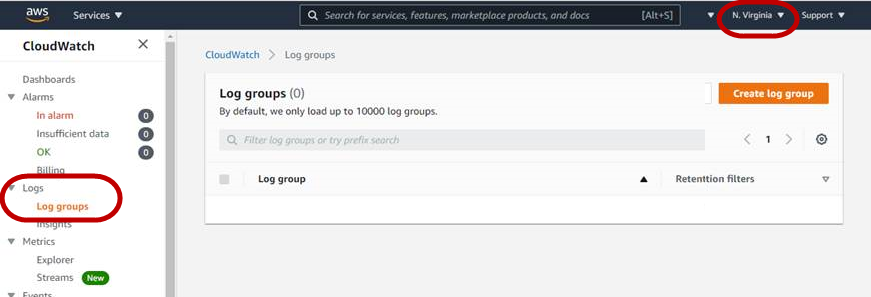 aws Services Search for services, features, marketplace products, and docs [Alt+S] N. Virginia Support
CloudWatch
CloudWatch > Log groups
Dashboards
Alarms
In alarm 0
Insufficient data 0
OK 0
Billing
Logs
Log groups
Insights
Metrics
Explorer
Streams New
Events
Log groups (0)
Create log group
By default, we only load up to 10000 log groups.
Filter log groups or try prefix search
1
Log group Retenttion filters